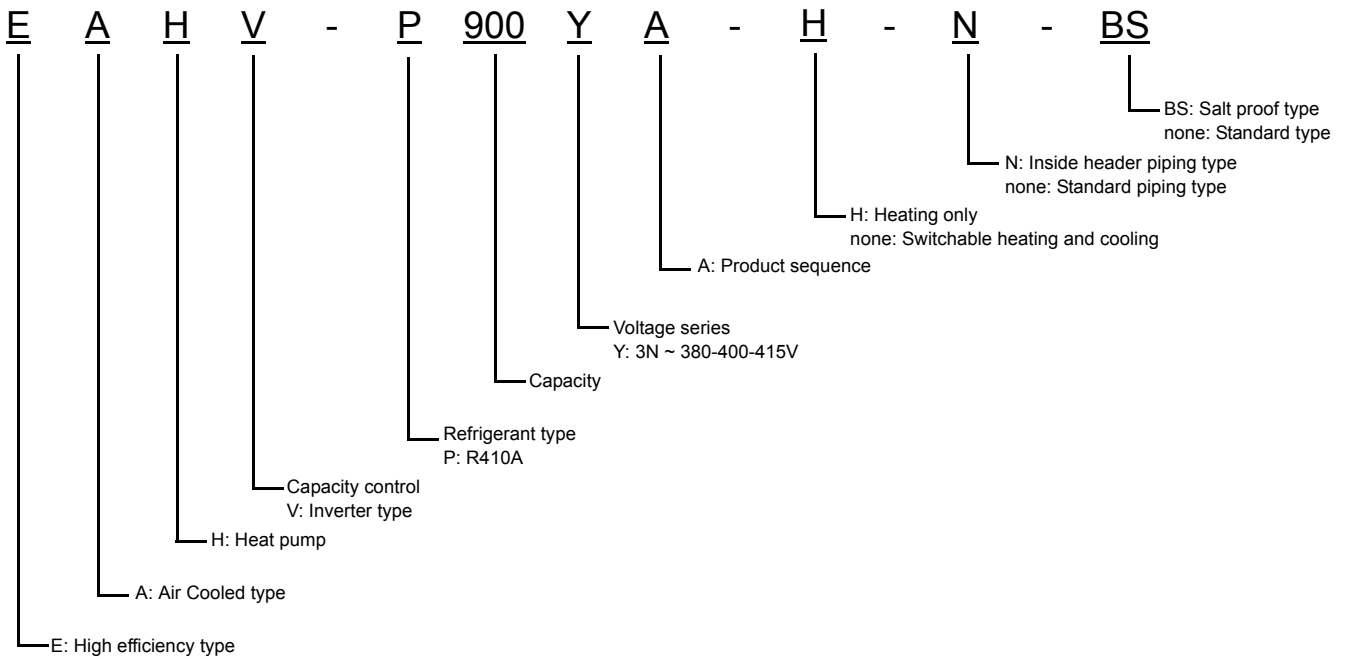 E A H V - P 900 Y A - H - N - BS
BS: Salt proof type
none: Standard type
N: Inside header piping type
none: Standard piping type
H: Heating only
none: Switchable heating and cooling
A: Product sequence
Voltage series
Y: 3N ~ 380-400-415V
Capacity
Refrigerant type
P: R410A
Capacity control
V: Inverter type
H: Heat pump
A: Air Cooled type
E: High efficiency type